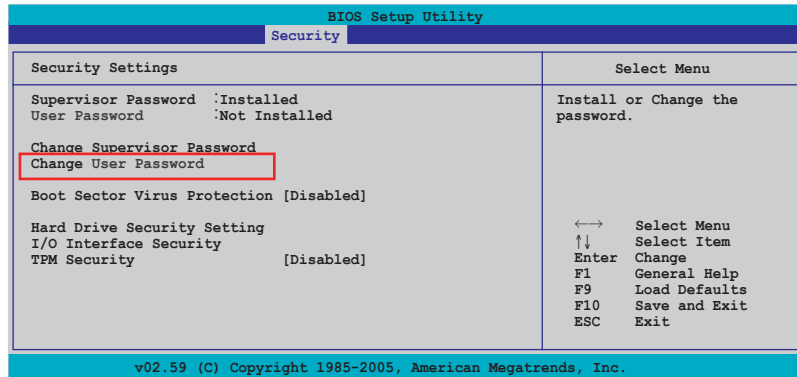 BIOS Setup Utility
Security
Security Settings
Supervisor Password :Installed
User Password :Not Installed
Change Supervisor Password
Change User Password
Boot Sector Virus Protection [Disabled]
Hard Drive Security Setting
I/O Interface Security
TPM Security [Disabled]
Select Menu
Install or Change the
password.
←→ Select Menu
↑↓ Select Item
Enter Change
F1 General Help
F9 Load Defaults
F10 Save and Exit
ESC Exit
v02.59 (C) Copyright 1985-2005, American Megatrends, Inc.